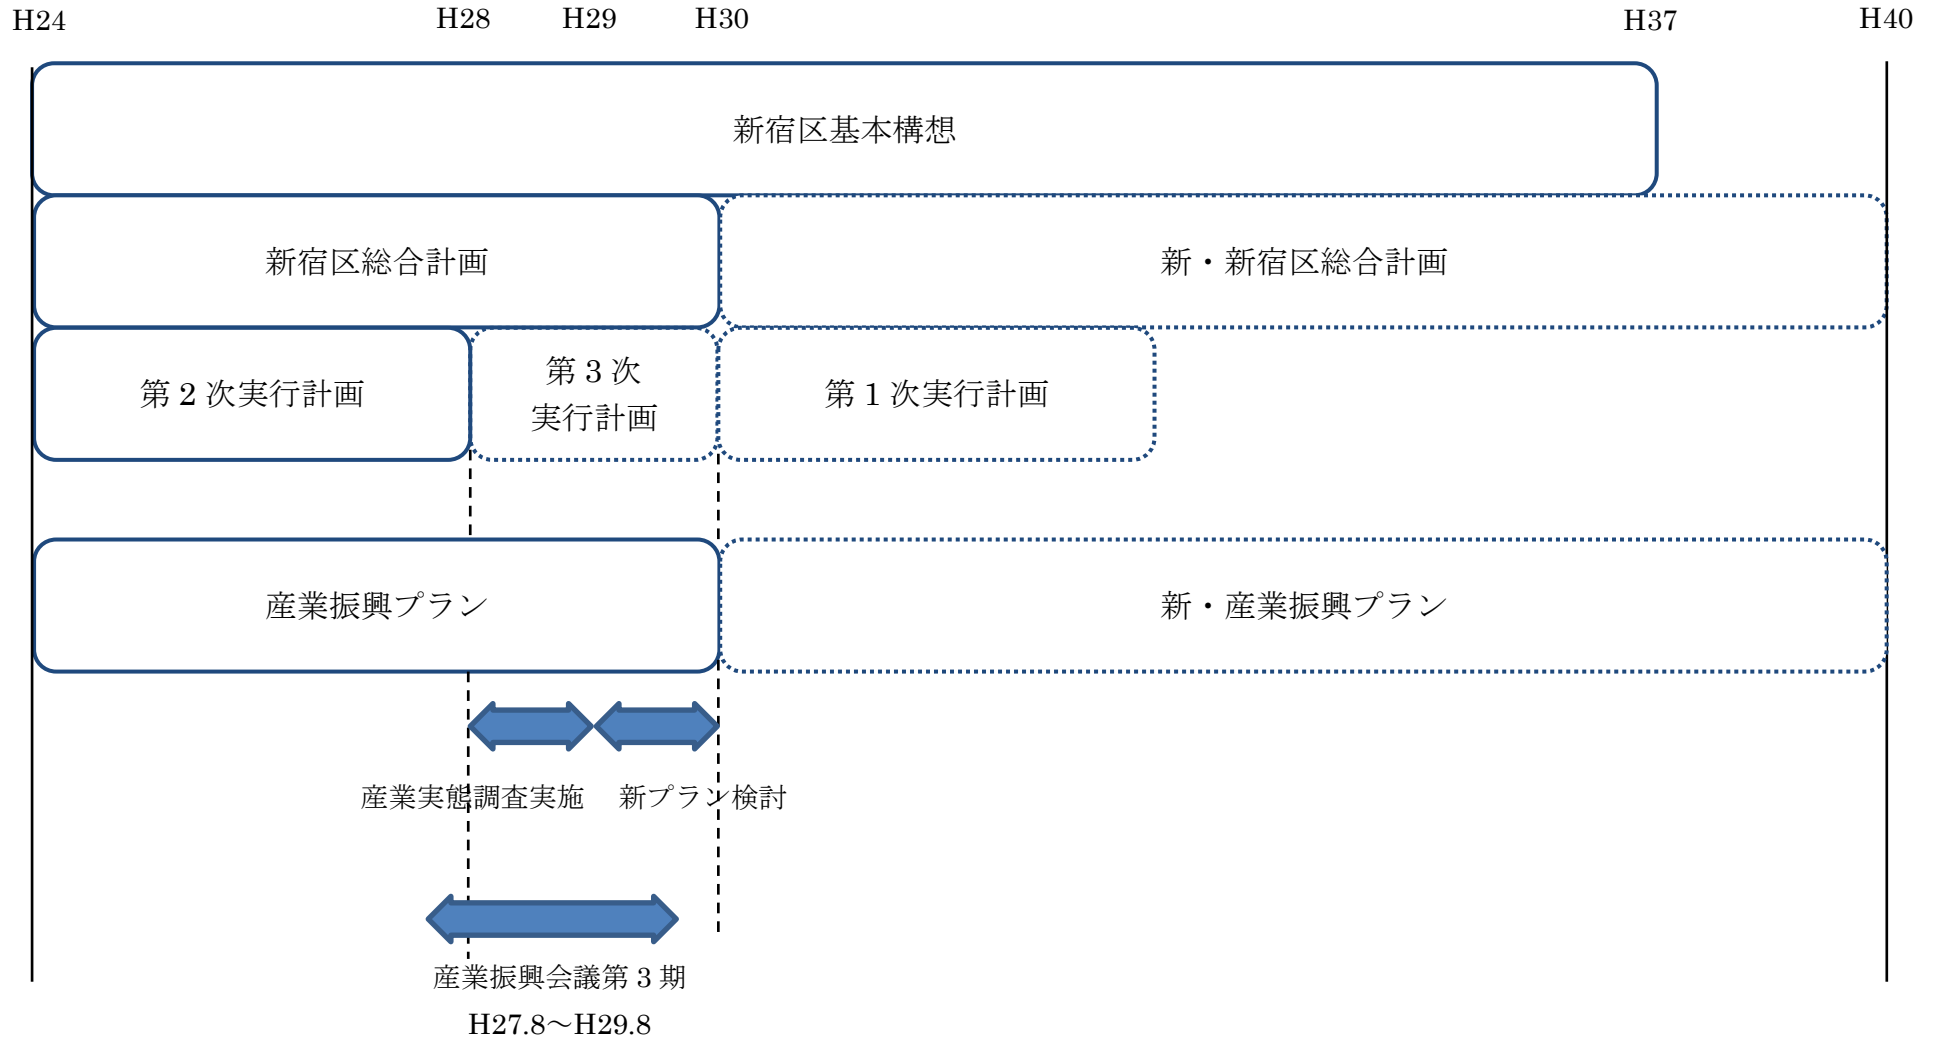 H24 H28 H29 H30 H37 H40
新宿区基本構想
新宿区総合計画 新・新宿区総合計画
第2次実行計画
第3次
実行計画
第1次実行計画
産業振興プラン 新・産業振興プラン
産業実態調査実施 新プラン検討
産業振興会議第3期
H27.8～H29.8